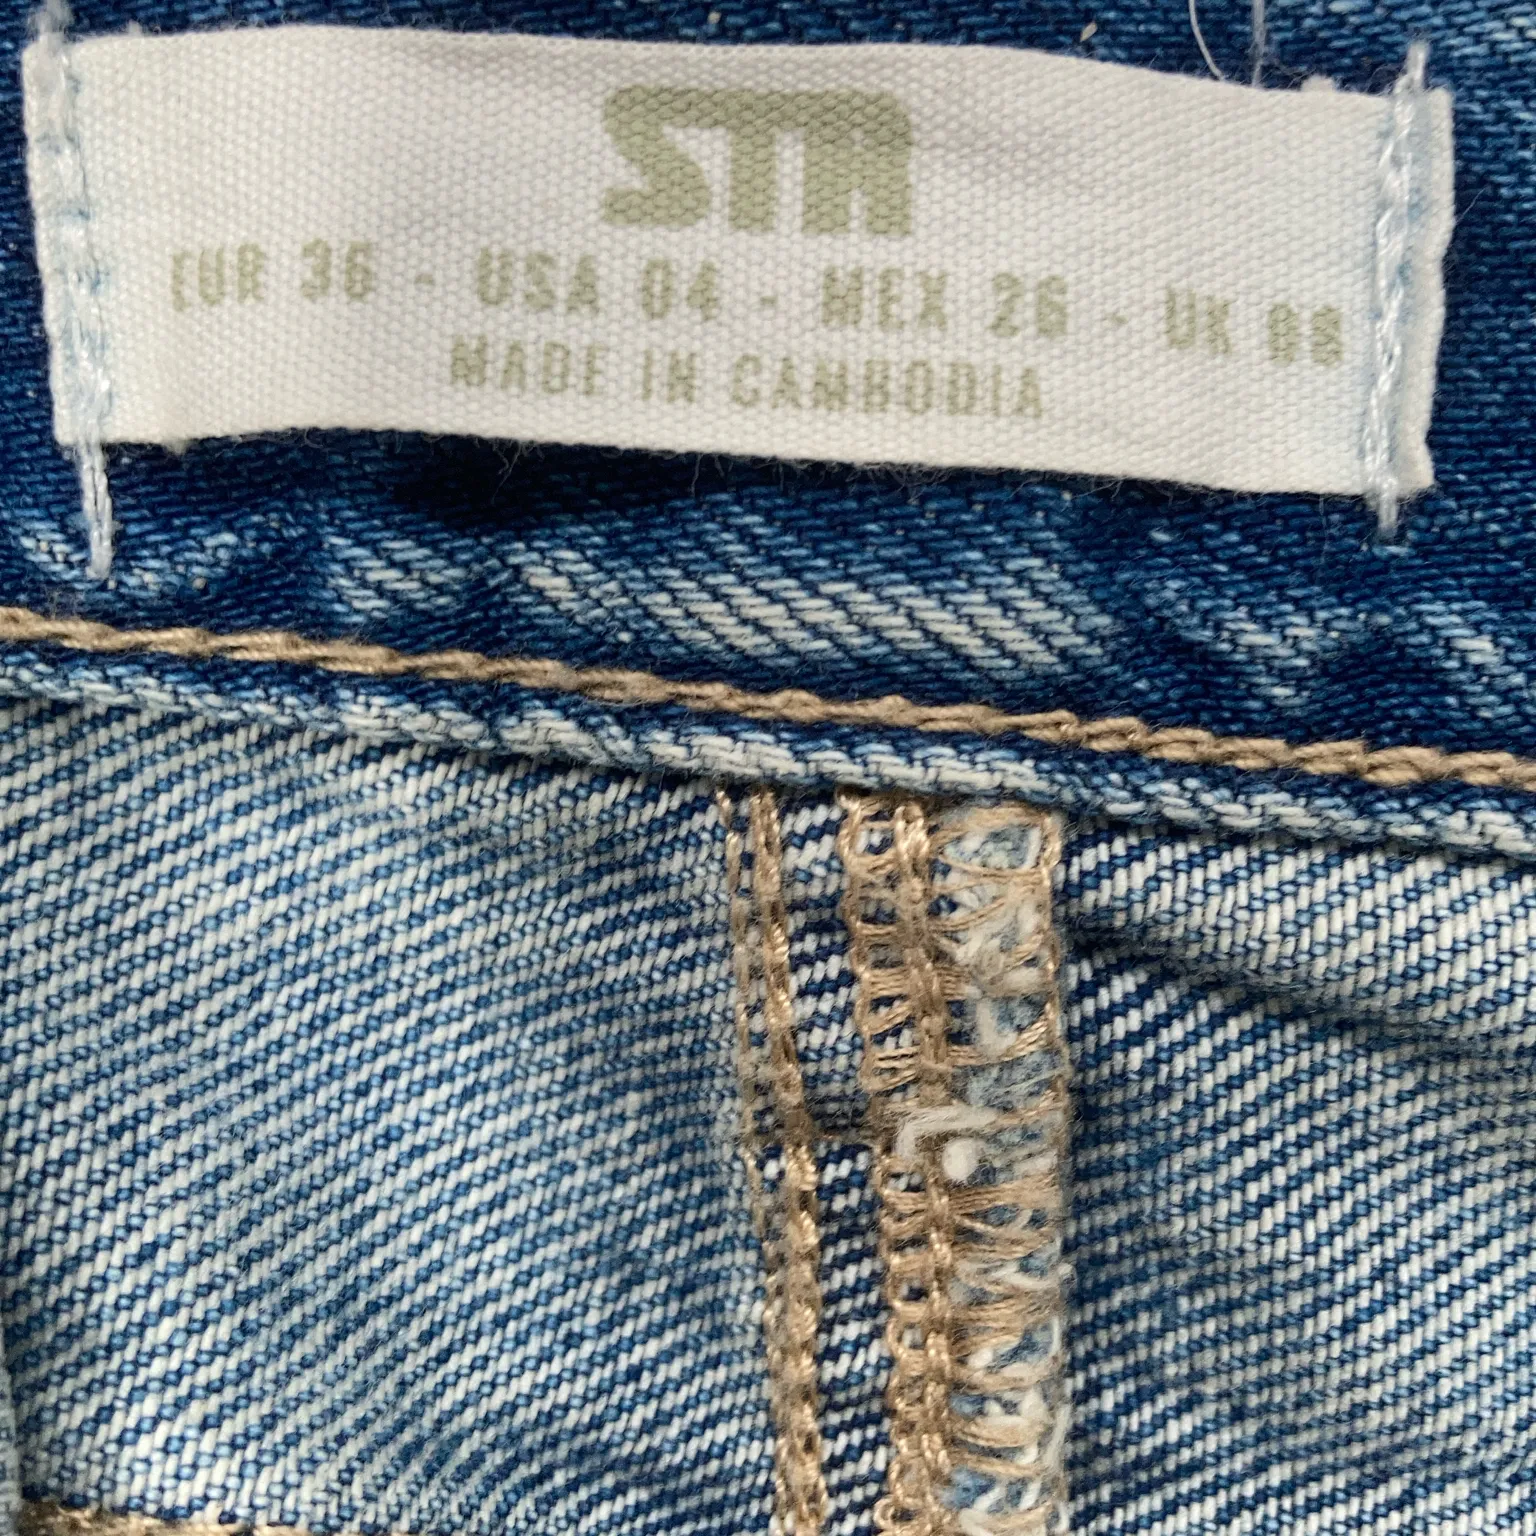 STR
EUR 36 - USA 04 - MEX 26 - UK 08
MADE IN CAMBODIA